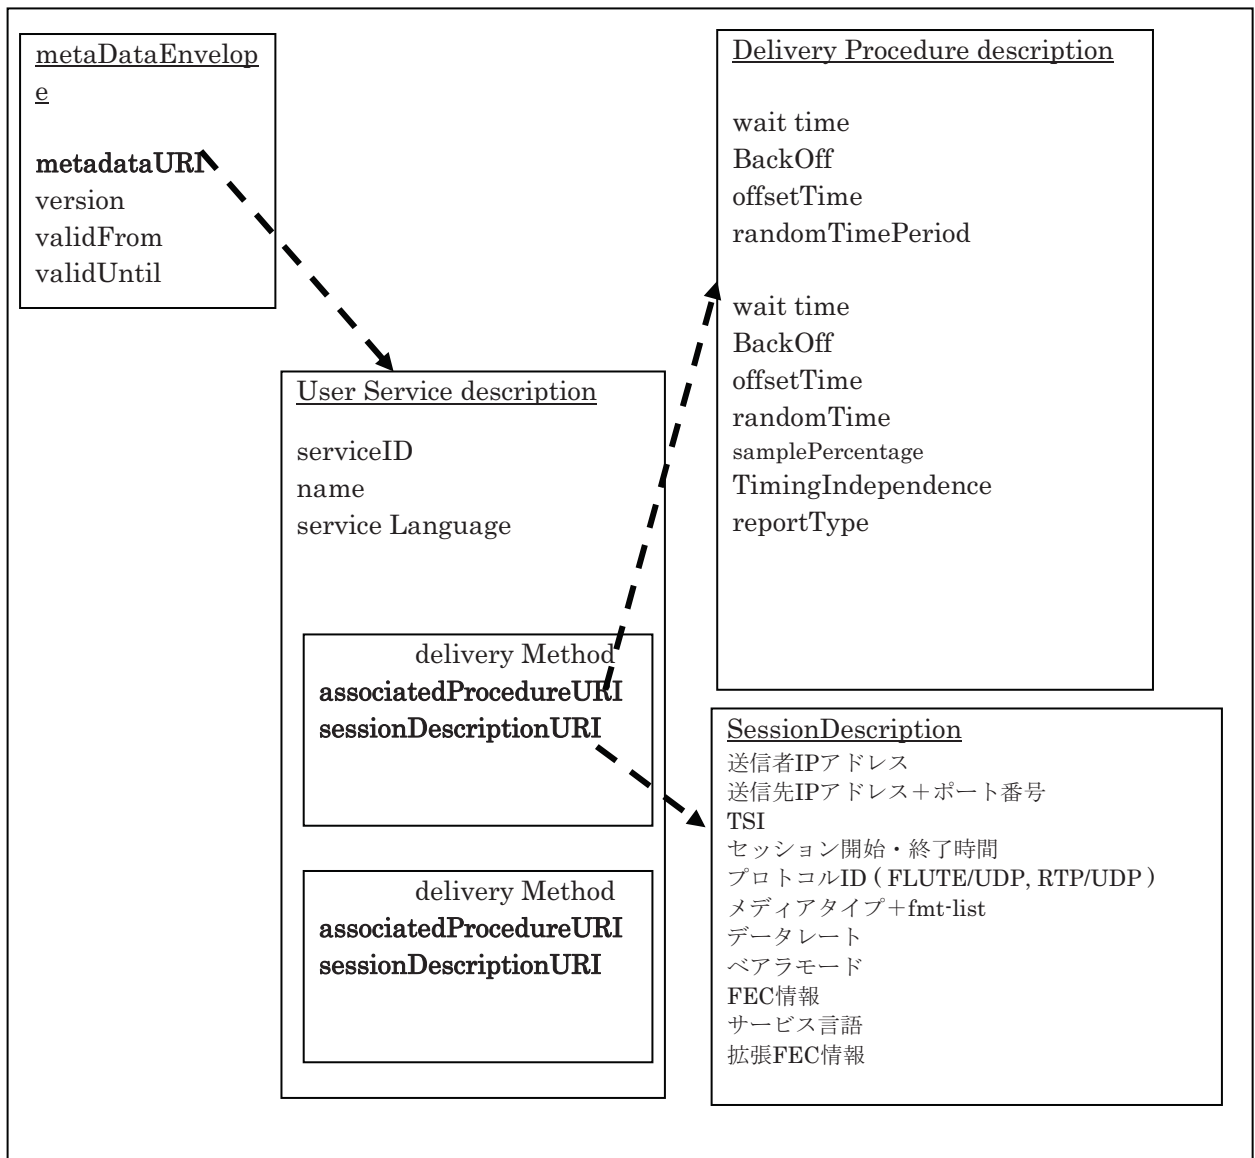 metaDataEnvelop
e
metadataURI
version
validFrom
validUntil
User Service description
serviceID
name
service Language
delivery Method
associatedProcedureURI
sessionDescriptionURI
delivery Method
associatedProcedureURI
sessionDescriptionURI
Delivery Procedure description
wait time
BackOff
offsetTime
randomTimePeriod
wait time
BackOff
offsetTime
randomTime
samplePercentage
TimingIndependence
reportType
SessionDescription
送信者IPアドレス
送信先IPアドレス＋ポート番号
TSI
セッション開始・終了時間
プロトコルID ( FLUTE/UDP, RTP/UDP )
メディアタイプ＋fmt-list
データレート
ベアラモード
FEC情報
サービス言語
拡張FEC情報